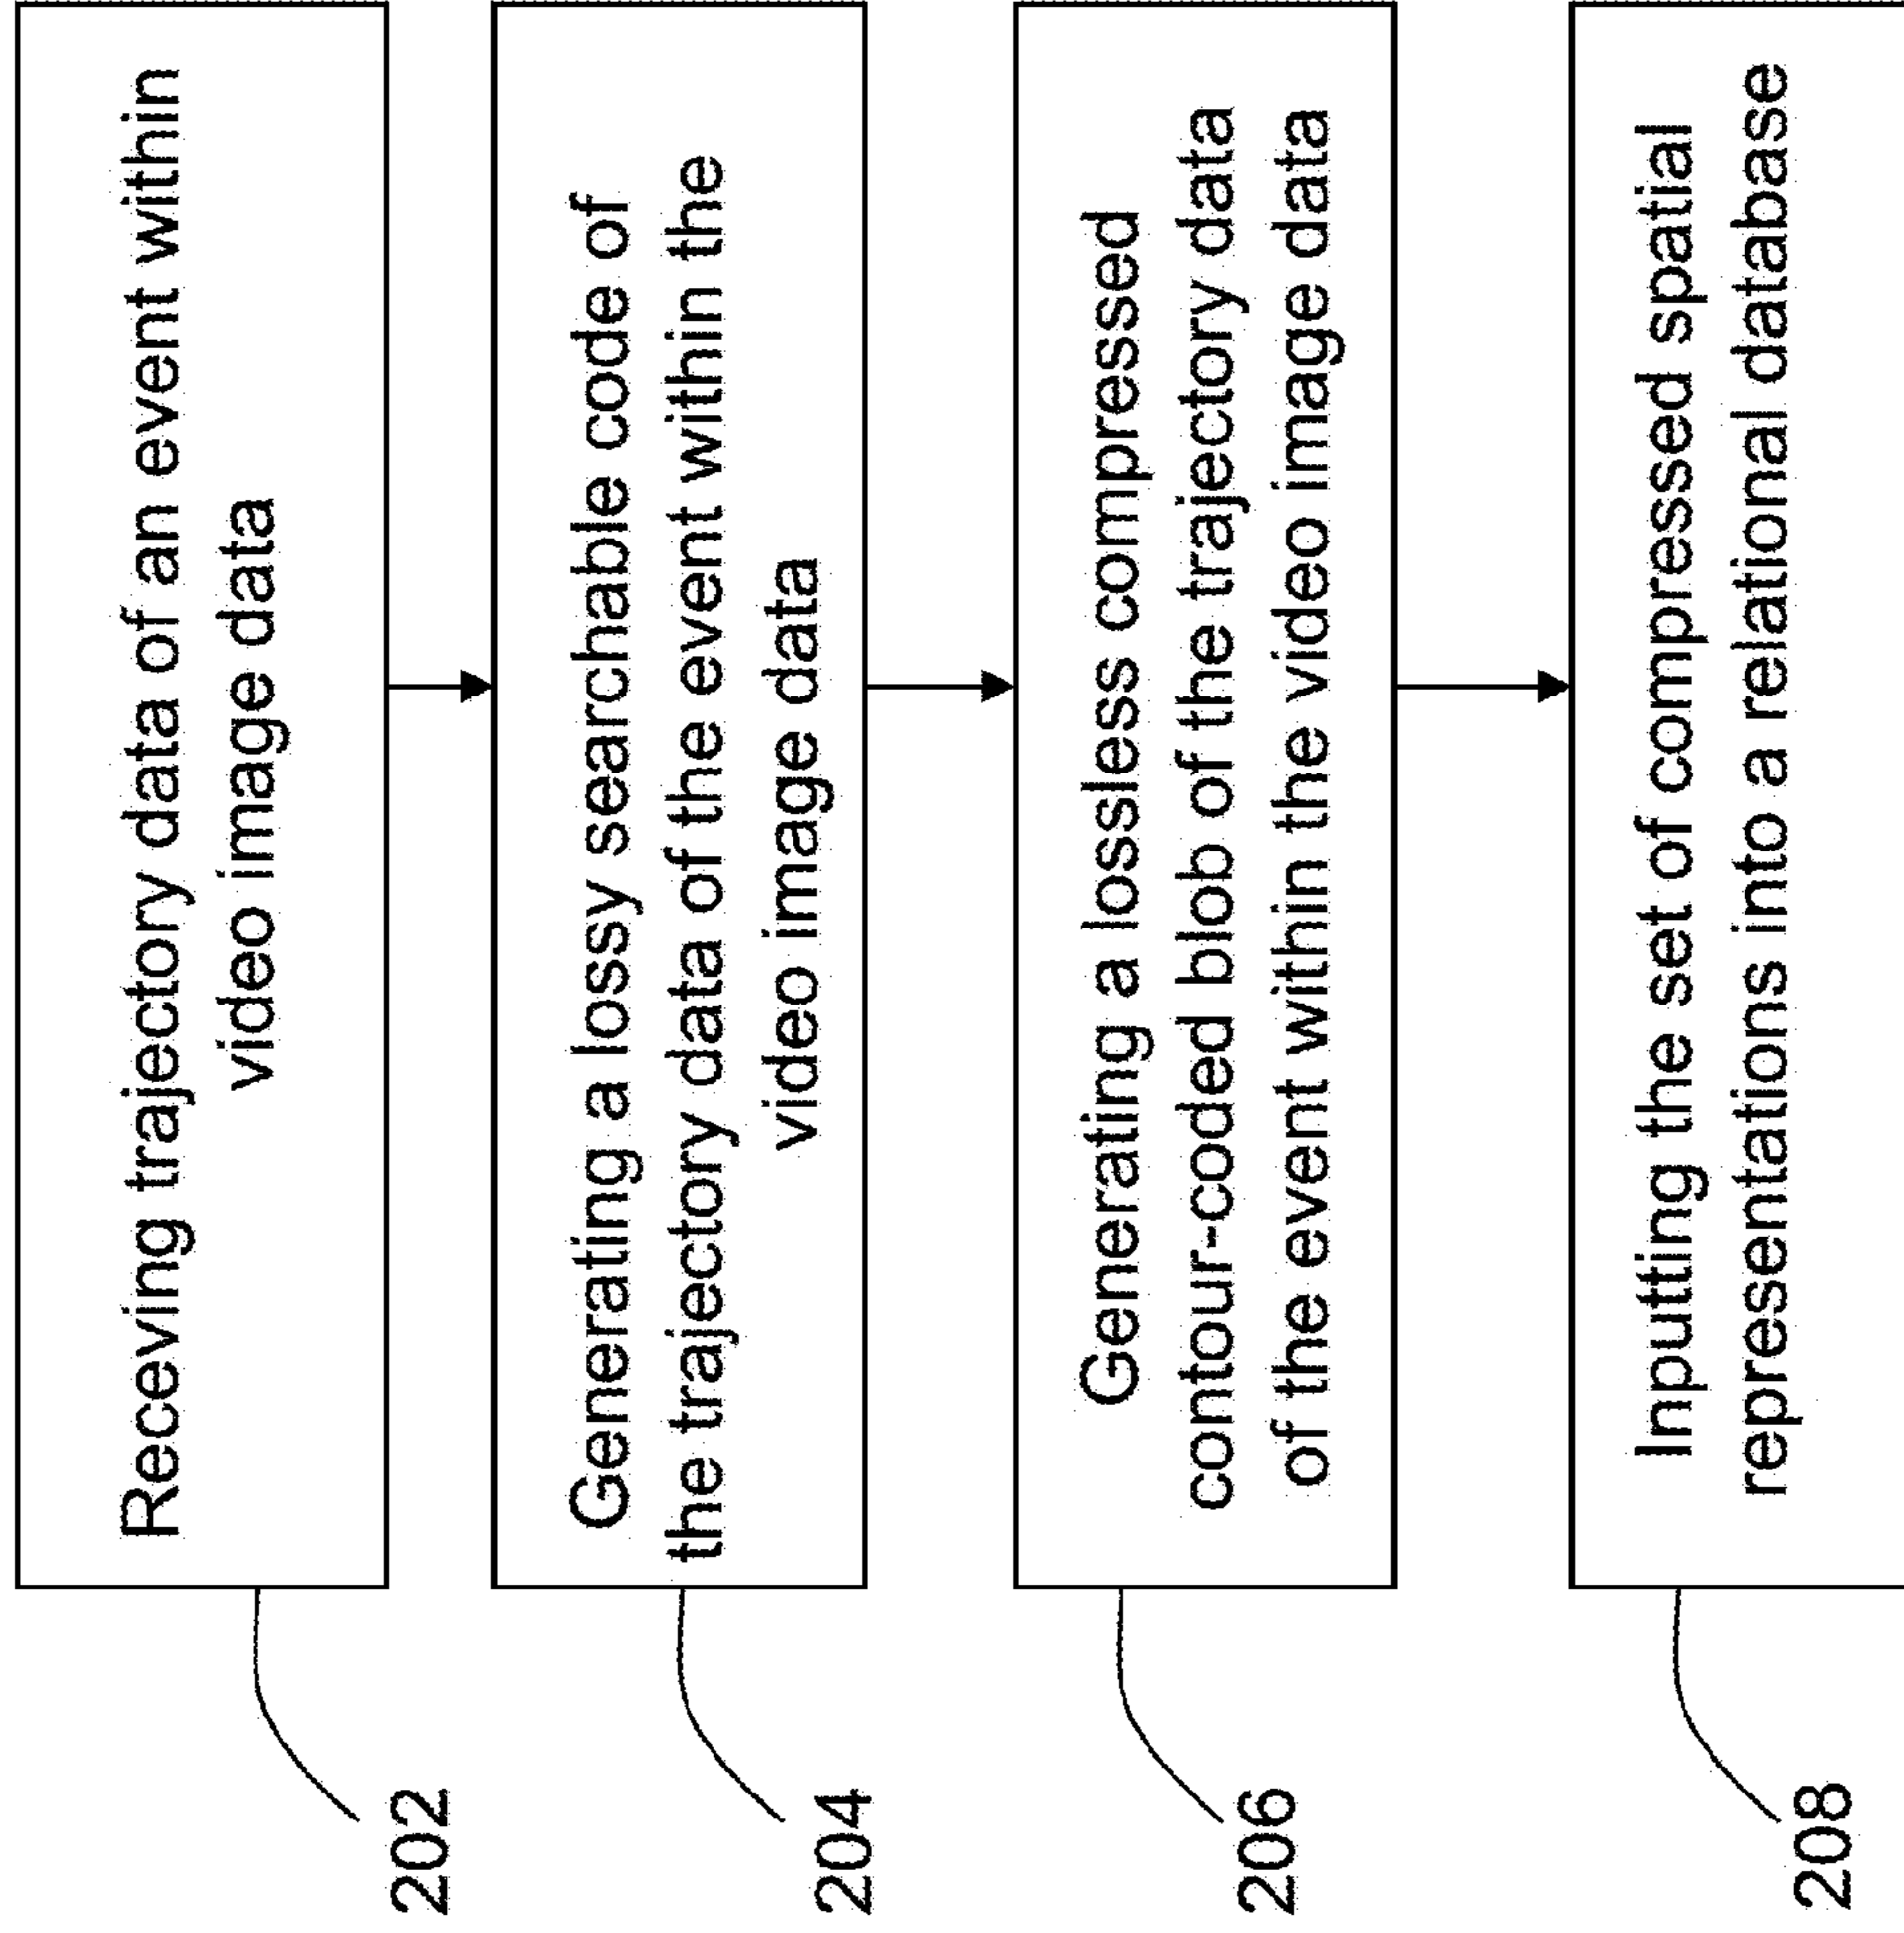 Receving trajectory data of an event within
video image data
202
Generating a lossy searchable code of
the trajectory data of the event within the
video image data
204
Generating a lossless compressed
contour-coded blob of the trajectory data
of the event within the video image data
206
Inputting the set of compressed spatial
representations into a relational database
208